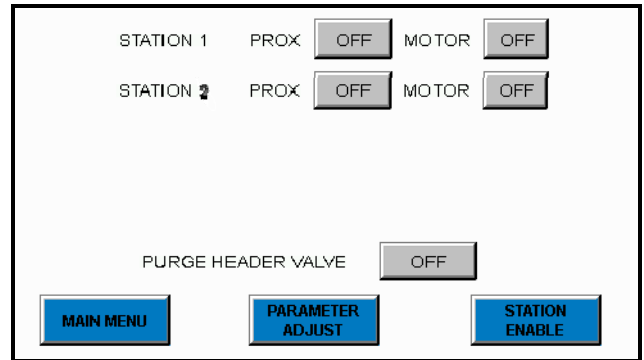 STATION 1 PROX OFF MOTOR OFF
STATION 2 PROX OFF MOTOR OFF
PURGE HEADER VALVE OFF
MAIN MENU
PARAMETER
ADJUST
STATION
ENABLE